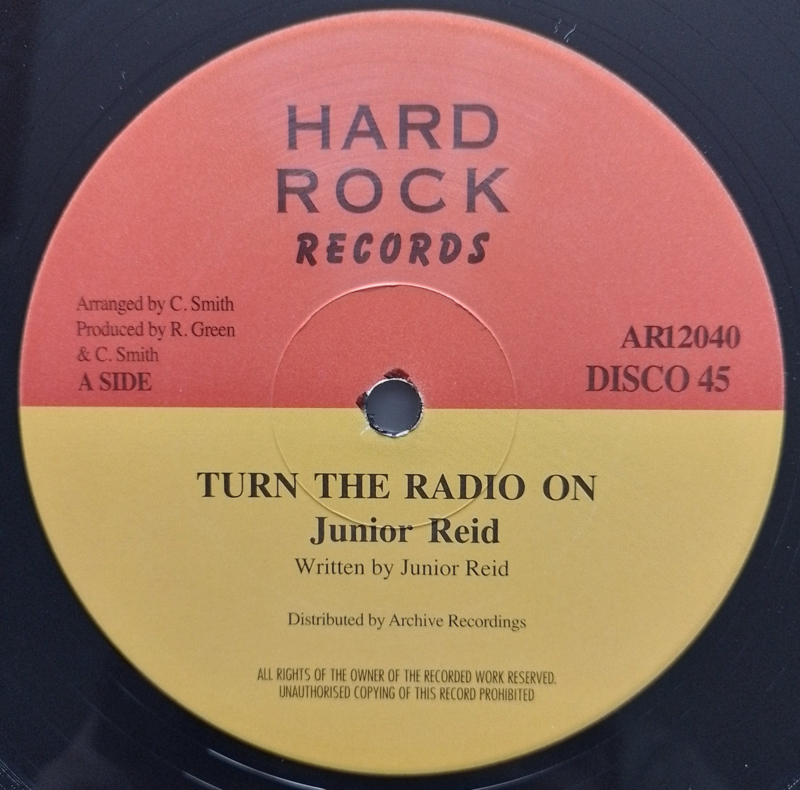 HARD
ROCK
RECORDS
Arranged by C. Smith
Produced by R. Green
& C. Smith
A SIDE
AR12040
DISCO 45
TURN THE RADIO ON
Junior Reid
Written by Junior Reid
Distributed by Archive Recordings
ALL RIGHTS OF THE OWNER OF THE RECORDED WORK RESERVED.
UNAUTHORISED COPYING OF THIS RECORD PROHIBITED